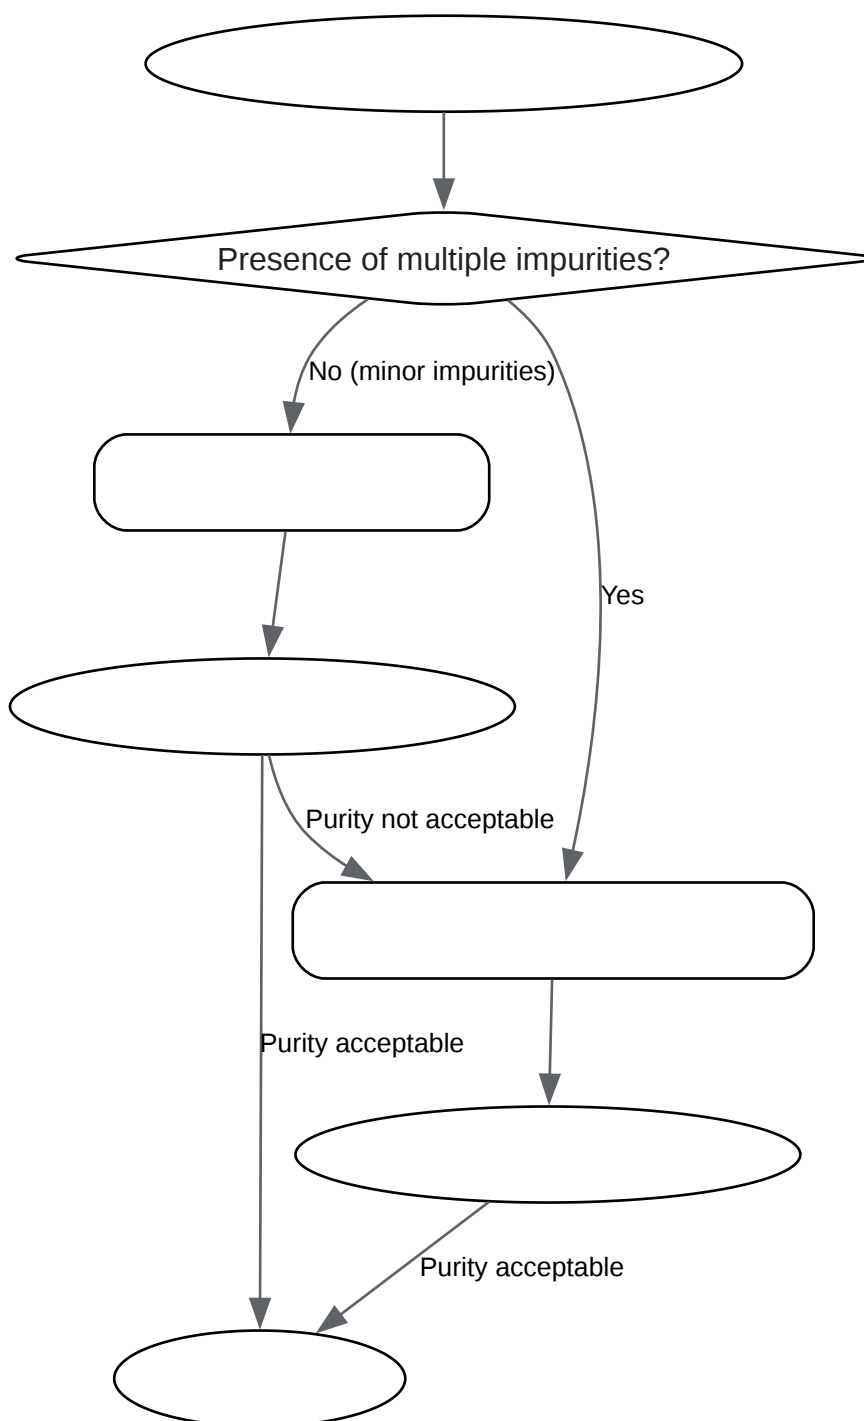 Presence of multiple impurities?
No (minor impurities)
Yes
Purity not acceptable
Purity acceptable
Purity acceptable